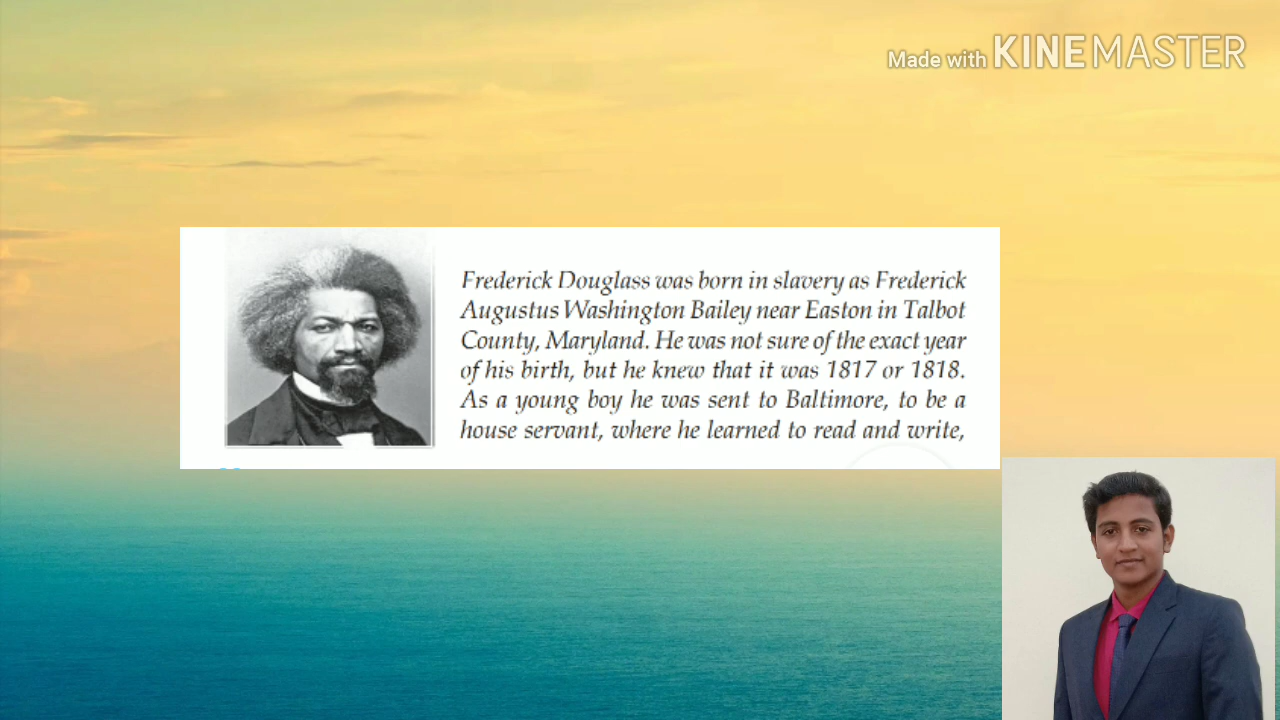 Made with KINEMASTER
Frederick Douglass was born in slavery as Frederick
Augustus Washington Bailey near Easton in Talbot
County, Maryland. He was not sure of the exact year
of his birth, but he knew that it was 1817 or 1818.
As a young boy he was sent to Baltimore, to be a
house servant, where he learned to read and write,